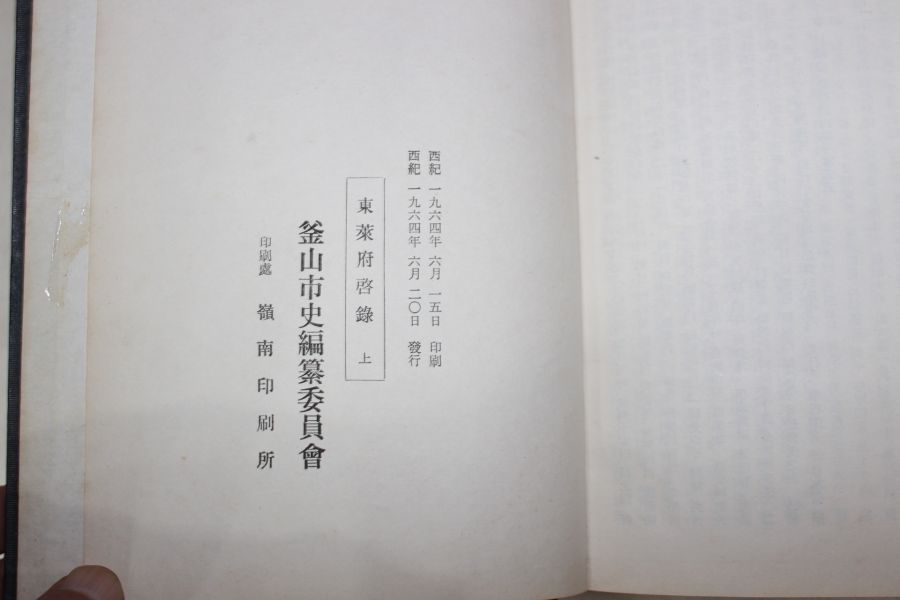 西紀 一九六四年 六月 一五日 印刷
西紀 一九六四年 六月 二〇日 發行
東萊府啓錄 上
釜山市史編纂委員會
印刷處 嶺南印刷所